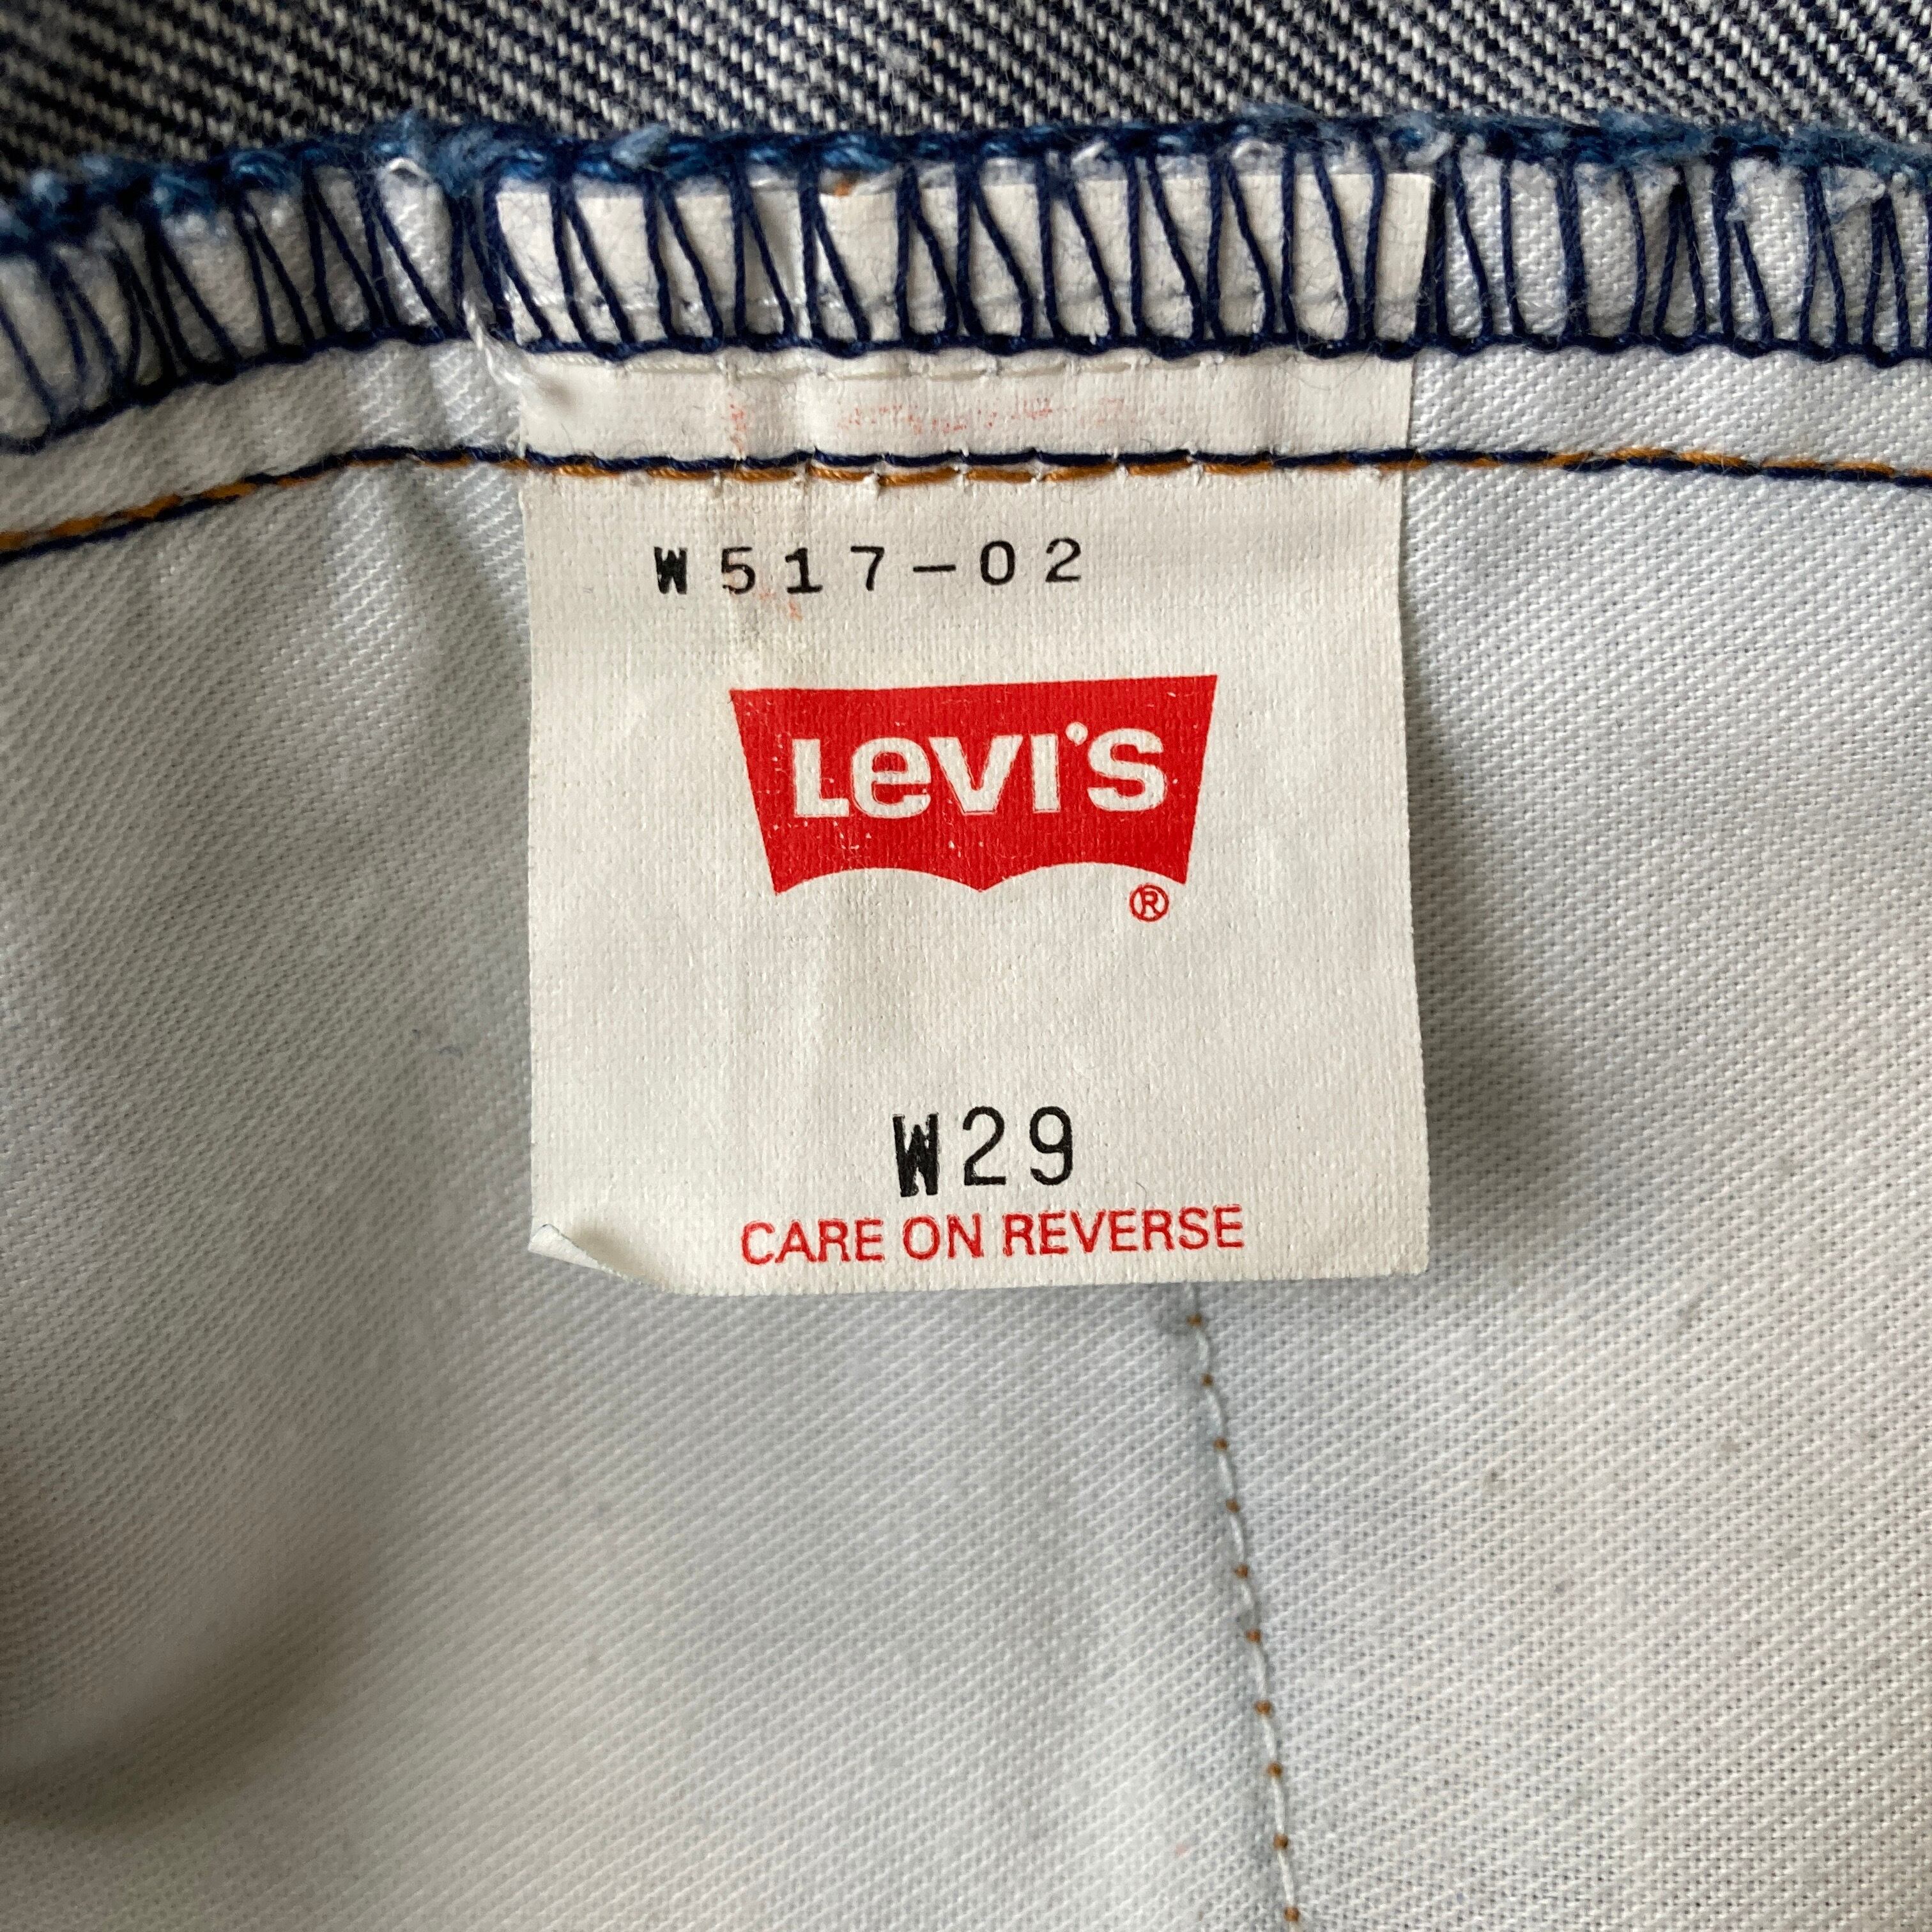 W517-02
Levi's
®
W29
CARE ON REVERSE